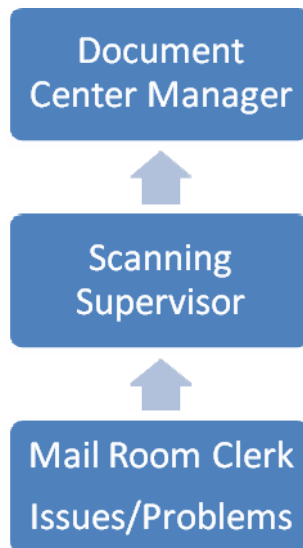 Document
Center Manager
Scanning
Supervisor
Mail Room Clerk
Issues/Problems